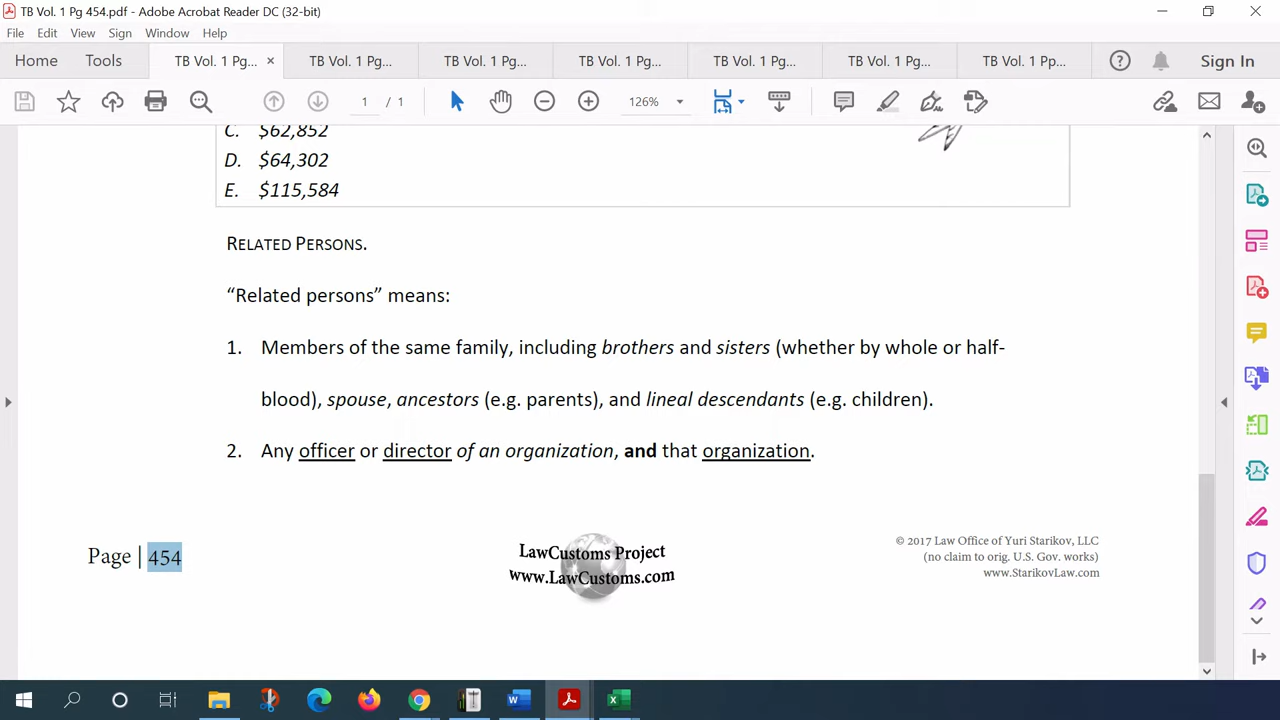 TB Vol. 1 Pg 454.pdf - Adobe Acrobat Reader DC (32-bit)
File Edit View Sign Window Help
Home Tools TB Vol. 1 Pg... × TB Vol. 1 Pg... TB Vol. 1 Pg... TB Vol. 1 Pg... TB Vol. 1 Pg... TB Vol. 1 Pg... TB Vol. 1 Pp... Sign In
1 / 1 126%
C. $62,852
D. $64,302
E. $115,584
RELATED PERSONS.
“Related persons” means:
1. Members of the same family, including brothers and sisters (whether by whole or half-
blood), spouse, ancestors (e.g. parents), and lineal descendants (e.g. children).
2. Any officer or director of an organization, and that organization.
Page | 454
LawCustoms Project
www.LawCustoms.com
© 2017 Law Office of Yuri Starikov, LLC
(no claim to orig. U.S. Gov. works)
www.StarikovLaw.com